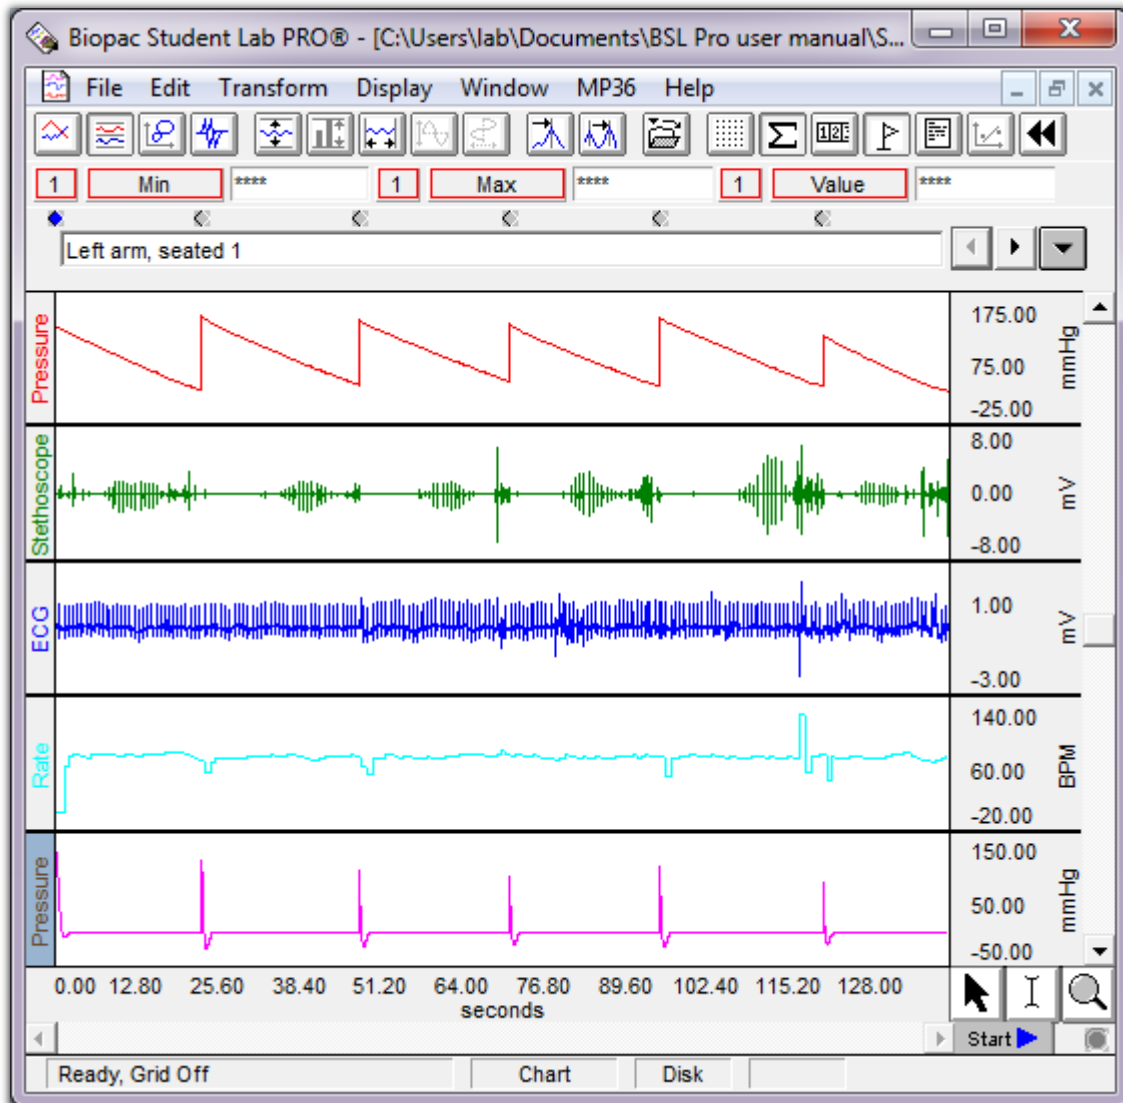 Biopac Student Lab PRO® - [C:\Users\lab\Documents\BSL Pro user manual\S...
File Edit Transform Display Window MP36 Help
1 Min **** 1 Max **** 1 Value ****
Left arm, seated 1
Pressure
175.00
75.00
-25.00
mmHg
Stethoscope
8.00
0.00
-8.00
mV
ECG
1.00
-3.00
mV
Rate
140.00
60.00
-20.00
BPM
Pressure
150.00
50.00
-50.00
mmHg
0.00 12.80 25.60 38.40 51.20 64.00 76.80 89.60 102.40 115.20 128.00
seconds
Start
Ready, Grid Off Chart Disk